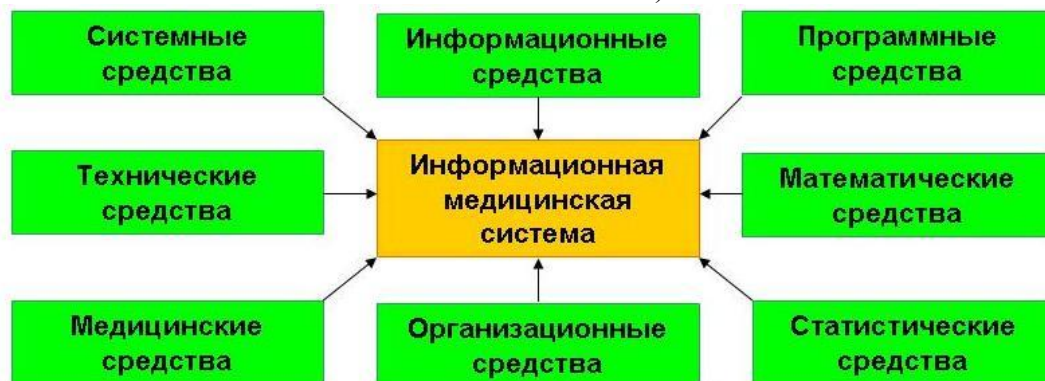 Системные
средства
Информационные
средства
Программные
средства
Технические
средства
Информационная
медицинская
система
Математические
средства
Медицинские
средства
Организационные
средства
Статистические
средства